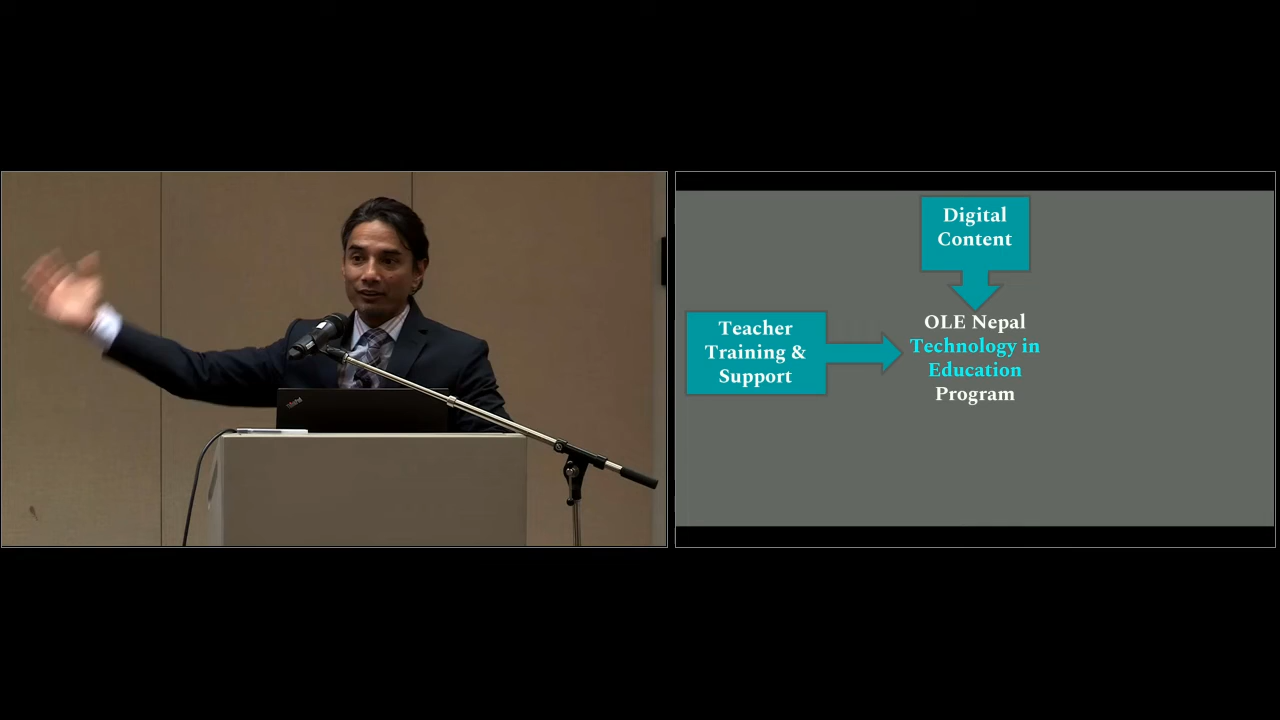 Digital
Content
Teacher
Training &
Support
OLE Nepal
Technology in
Education
Program